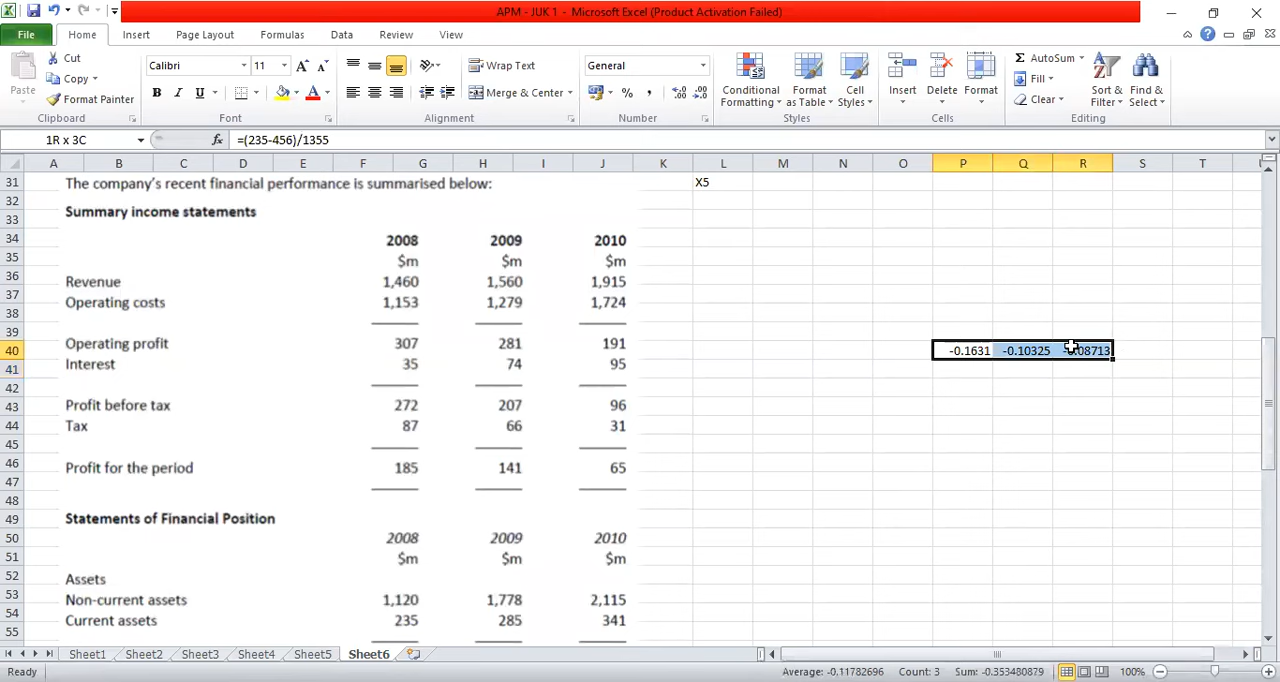 APM - JUK 1 - Microsoft Excel (Product Activation Failed)
File Home Insert Page Layout Formulas Data Review View
Cut
Copy
Format Painter
Paste
Clipboard
Calibri 11
B I U
Font
Wrap Text
Merge & Center
Alignment
General
%
Number
Conditional Formatting
Format as Table
Cell Styles
Styles
Insert
Delete
Format
Cells
AutoSum
Fill
Clear
Sort & Filter
Find & Select
Editing
1R x 3C fx =(235-456)/1355
A B C D E F G H I J K L M N O P Q R S T
31 The company's recent financial performance is summarised below: X5
32
33 Summary income statements
34 2008 2009 2010
35 $m $m $m
36 Revenue 1,460 1,560 1,915
37 Operating costs 1,153 1,279 1,724
38
39
40 Operating profit 307 281 191 -0.1631 -0.10325 -0.08713
41 Interest 35 74 95
42
43 Profit before tax 272 207 96
44 Tax 87 66 31
45
46 Profit for the period 185 141 65
47
48
49 Statements of Financial Position
50 2008 2009 2010
51 $m $m $m
52 Assets
53 Non-current assets 1,120 1,778 2,115
54 Current assets 235 285 341
55
Sheet1 Sheet2 Sheet3 Sheet4 Sheet5 Sheet6
Ready Average: -0.11782696 Count: 3 Sum: -0.353480879 100%